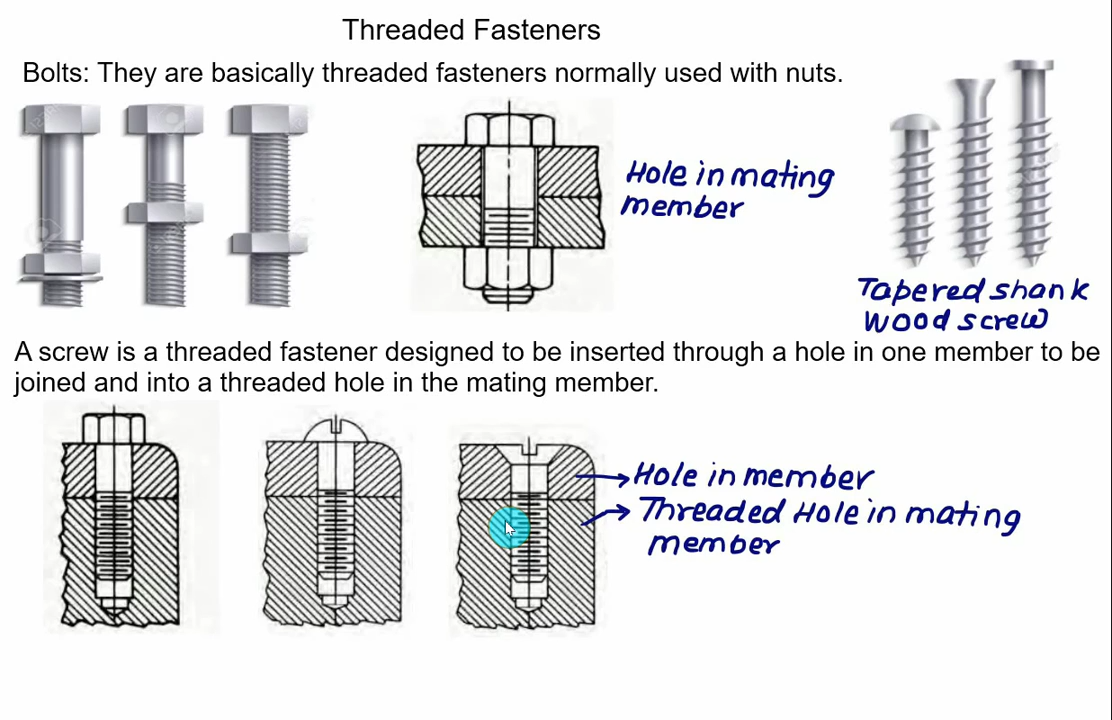 Threaded Fasteners
Bolts: They are basically threaded fasteners normally used with nuts.
Hole in mating
member
Tapered shank
Wood screw
A screw is a threaded fastener designed to be inserted through a hole in one member to be
joined and into a threaded hole in the mating member.
Hole in member
Threaded Hole in mating
member